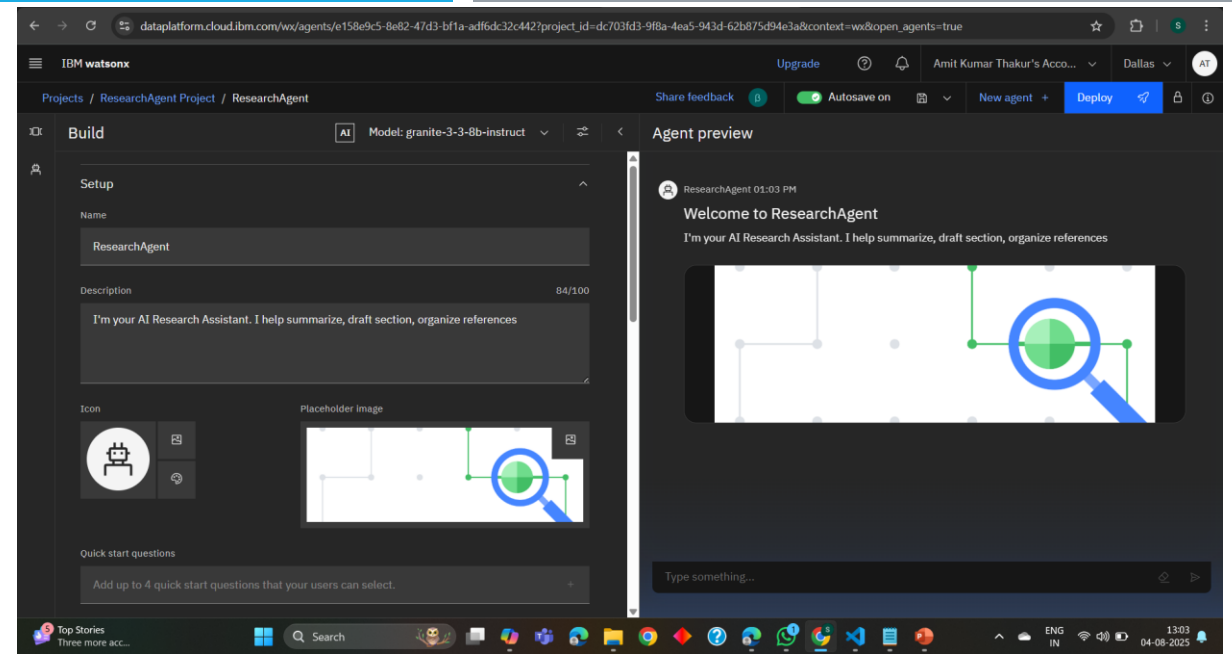 dataplatform.cloud.ibm.com/wx/agents/e158e9c5-8e82-47d3-bf1a-adf6dc32c442?project_id=dc703fd3-9f8a-4ea5-943d-62b875d94e3a&context=wx&open_agents=true
S
IBM watsonx
Upgrade
Amit Kumar Thakur's Acco...
Dallas
AT
Projects / ResearchAgent Project / ResearchAgent
Share feedback
β
Autosave on
New agent +
Deploy
Build
AI
Model: granite-3-3-8b-instruct
Agent preview
Setup
Name
ResearchAgent
Description
84/100
I'm your AI Research Assistant. I help summarize, draft section, organize references
Icon
Placeholder image
Quick start questions
Add up to 4 quick start questions that your users can select.
+
ResearchAgent 01:03 PM
Welcome to ResearchAgent
I'm your AI Research Assistant. I help summarize, draft section, organize references
Type something...
5
Top Stories
Three more acc...
Search
1
ENG
IN
13:03
04-08-2025